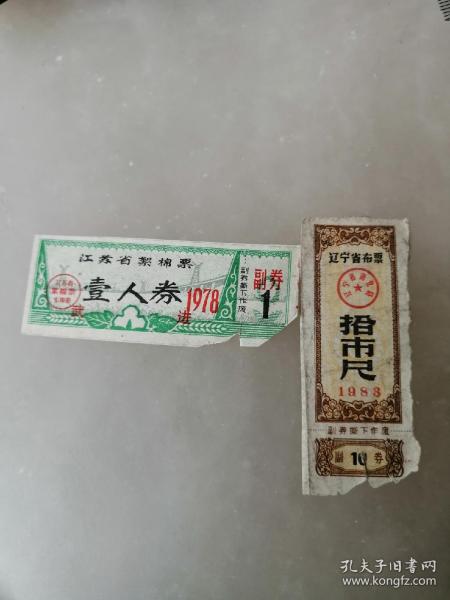 江苏省絮棉票
壹人券
1978
武
进
副券撕下作废
副券
1
辽宁省布票
拾市尺
1983
副券撕下作废
副 10 券
孔夫子旧书网
www.kongfz.com